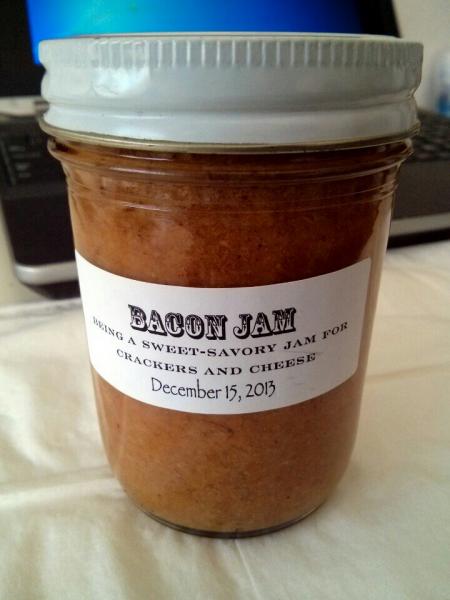 BACON JAM
BEING A SWEET-SAVORY JAM FOR
CRACKERS AND CHEESE
December 15, 2013